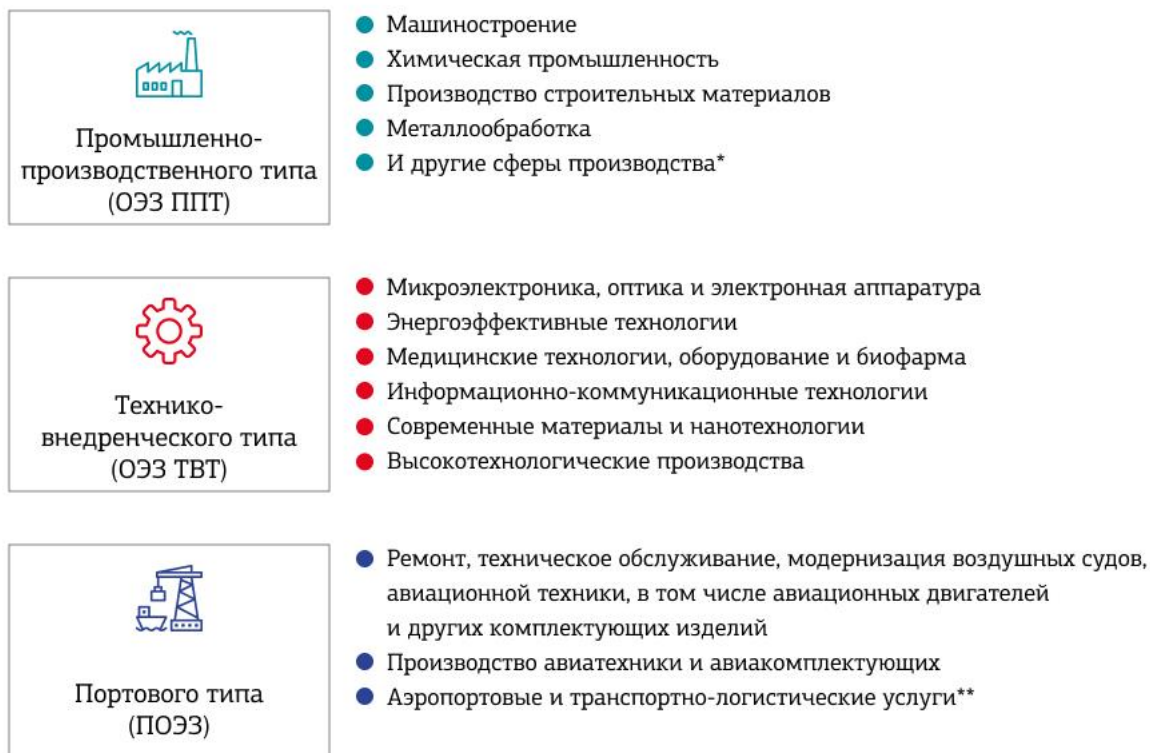 Промышленно-
производственного типа
(ОЭЗ ППТ)
Машиностроение
Химическая промышленность
Производство строительных материалов
Металлообработка
И другие сферы производства*
Технико-
внедренческого типа
(ОЭЗ ТВТ)
Микроэлектроника, оптика и электронная аппаратура
Энергоэффективные технологии
Медицинские технологии, оборудование и биофарма
Информационно-коммуникационные технологии
Современные материалы и нанотехнологии
Высокотехнологические производства
Портового типа
(ПОЭЗ)
Ремонт, техническое обслуживание, модернизация воздушных судов,
авиационной техники, в том числе авиационных двигателей
и других комплектующих изделий
Производство авиатехники и авиакомплектующих
Аэропортовые и транспортно-логистические услуги**